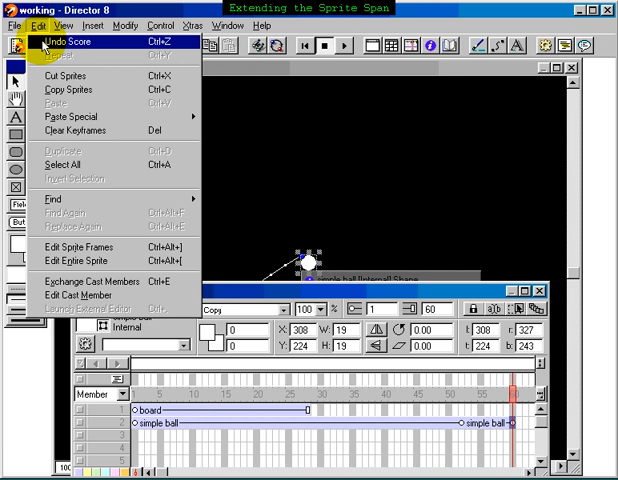 Extending the Sprite Span
working - Director 8
File Edit View Insert Modify Control Xtras Window Help
Undo Score Ctrl+Z
Repeat Ctrl+Y
Cut Sprites Ctrl+X
Copy Sprites Ctrl+C
Paste Ctrl+V
Paste Special
Clear Keyframes Del
Duplicate Ctrl+D
Select All Ctrl+A
Invert Selection
Find
Find Again Ctrl+Alt+F
Replace Again Ctrl+Alt+E
Edit Sprite Frames Ctrl+Alt+]
Edit Entire Sprite Ctrl+Alt+[
Exchange Cast Members Ctrl+E
Edit Cast Member
Launch External Editor Ctrl+,
simple ball [Internal] Shape
Internal
Copy 100 % 1 60
0 X: 308 W: 19 0.00 l: 308 r: 327
0 Y: 224 H: 19 0.00 t: 224 b: 243
Member 5 10 15 20 25 30 35 40 45 50 55
1 board
2 simple ball simple ball
3
4
5